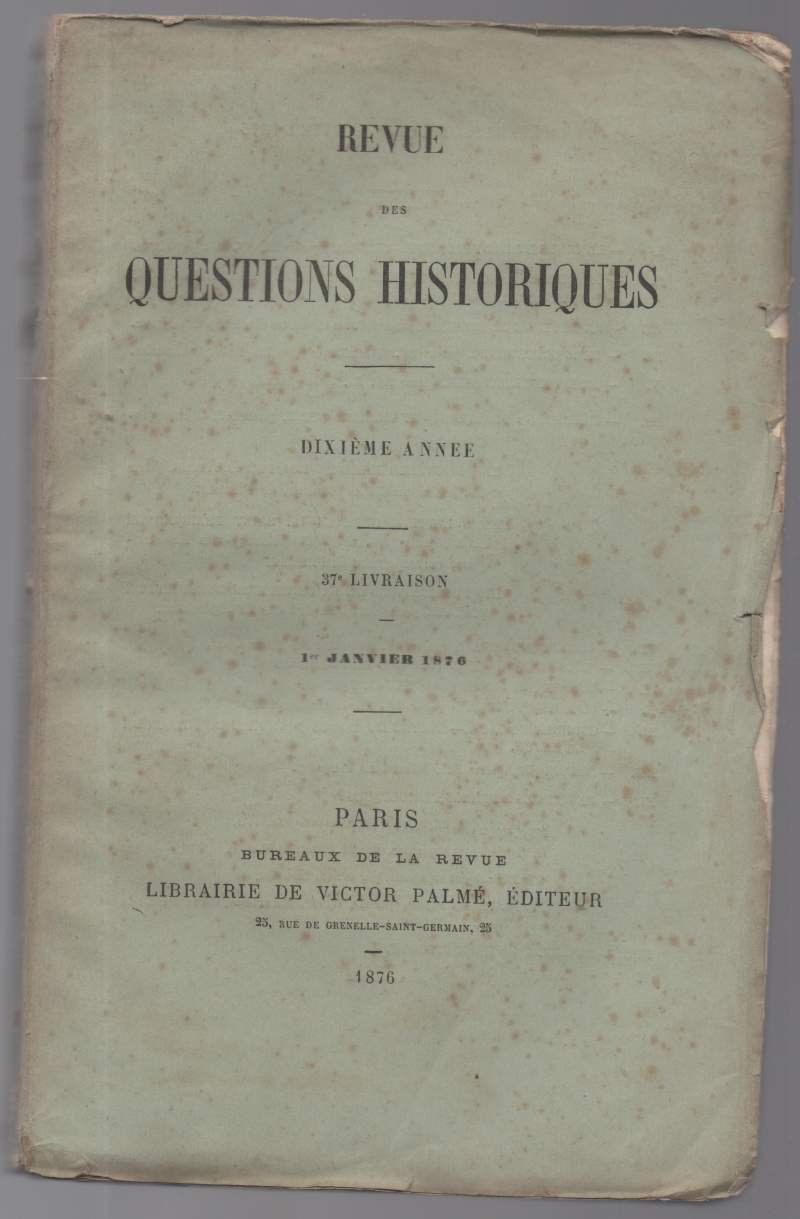 REVUE
DES
QUESTIONS HISTORIQUES
DIXIÈME ANNEE
37e LIVRAISON
1er JANVIER 1876
PARIS
BUREAUX DE LA REVUE
LIBRAIRIE DE VICTOR PALMÉ, ÉDITEUR
25, RUE DE GRENELLE-SAINT-GERMAIN, 25
1876